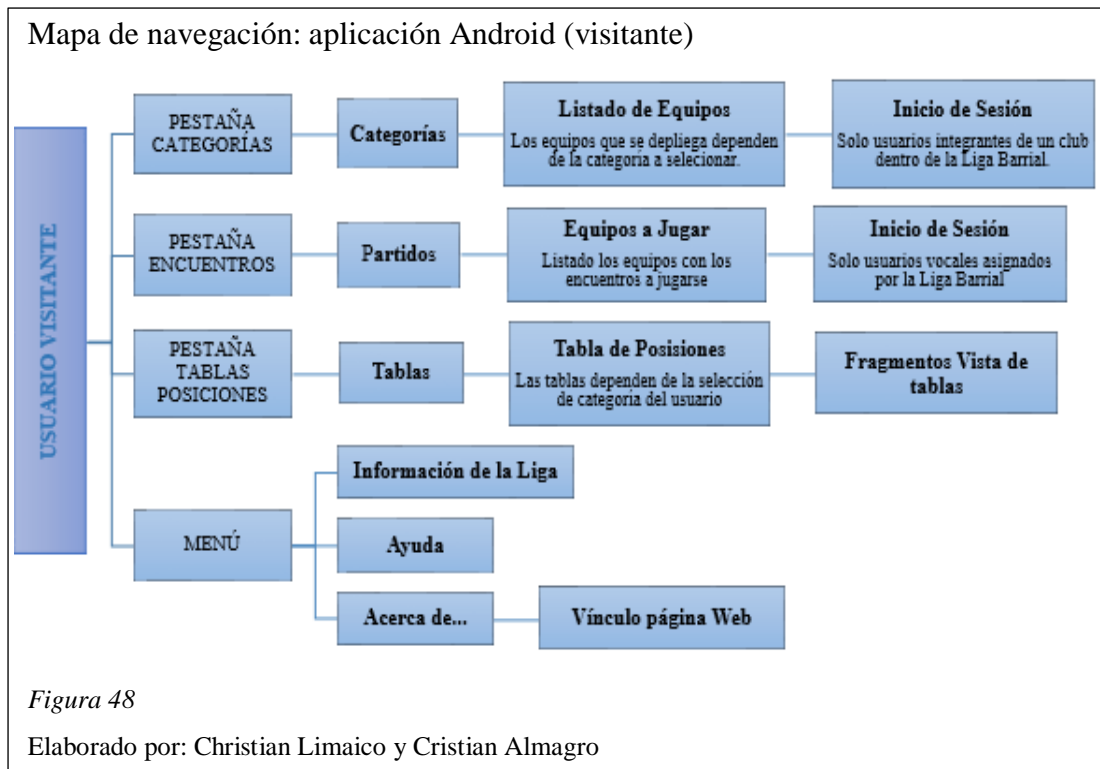 Mapa de navegación: aplicación Android (visitante)
USUARIO VISITANTE
PESTAÑA
CATEGORÍAS
Categorías
Listado de Equipos
Los equipos que se depliega dependen
de la categoría a selecionar.
Inicio de Sesión
Solo usuarios integrantes de un club
dentro de la Liga Barrial.
PESTAÑA
ENCUENTROS
Partidos
Equipos a Jugar
Listado los equipos con los
encuentros a jugarse
Inicio de Sesión
Solo usuarios vocales asignados
por la Liga Barrial
PESTAÑA
TABLAS
POSICIONES
Tablas
Tabla de Posisiones
Las tablas dependen de la selección
de categoría del usuario
Fragmentos Vista de
tablas
MENÚ
Información de la Liga
Ayuda
Acerca de...
Vínculo página Web
Figura 48
Elaborado por: Christian Limaico y Cristian Almagro